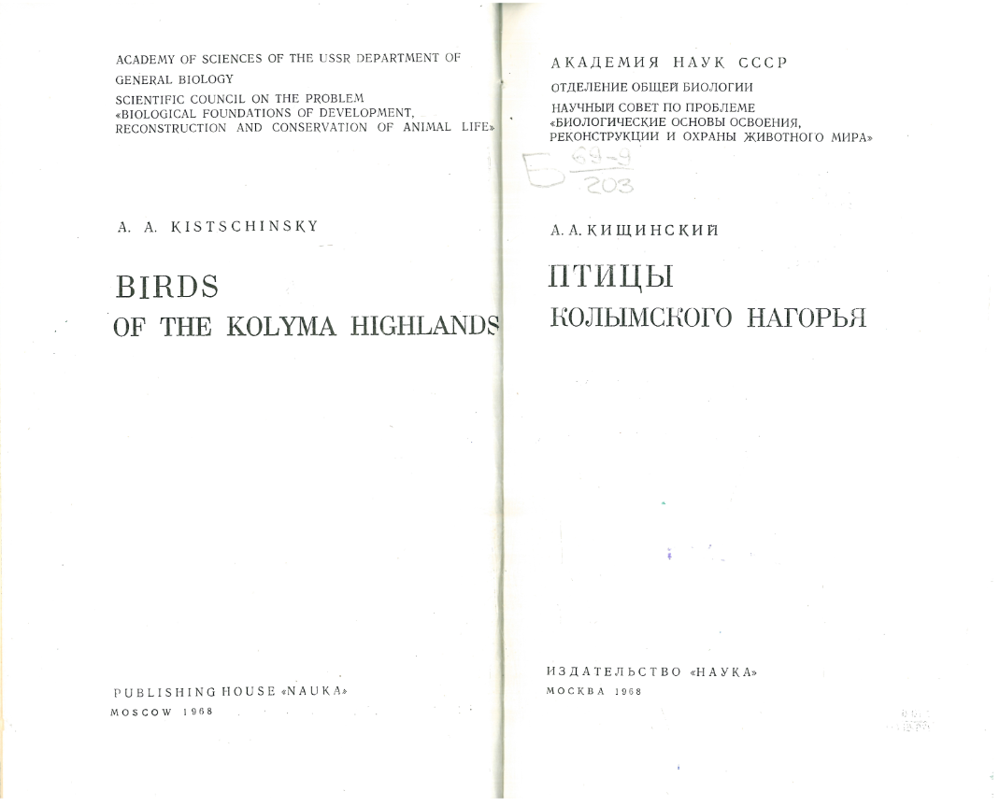 ACADEMY OF SCIENCES OF THE USSR DEPARTMENT OF
GENERAL BIOLOGY
SCIENTIFIC COUNCIL ON THE PROBLEM
«BIOLOGICAL FOUNDATIONS OF DEVELOPMENT,
RECONSTRUCTION AND CONSERVATION OF ANIMAL LIFE»
A. A. KISTSCHINSKY
BIRDS
OF THE KOLYMA HIGHLANDS
PUBLISHING HOUSE «NAUKA»
MOSCOW 1968
АКАДЕМИЯ НАУК СССР
ОТДЕЛЕНИЕ ОБЩЕЙ БИОЛОГИИ
НАУЧНЫЙ СОВЕТ ПО ПРОБЛЕМЕ
«БИОЛОГИЧЕСКИЕ ОСНОВЫ ОСВОЕНИЯ,
РЕКОНСТРУКЦИИ И ОХРАНЫ ЖИВОТНОГО МИРА»
Б 69-9
203
А. А. КИЩИНСКИЙ
ПТИЦЫ
КОЛЫМСКОГО НАГОРЬЯ
ИЗДАТЕЛЬСТВО «НАУКА»
МОСКВА 1968